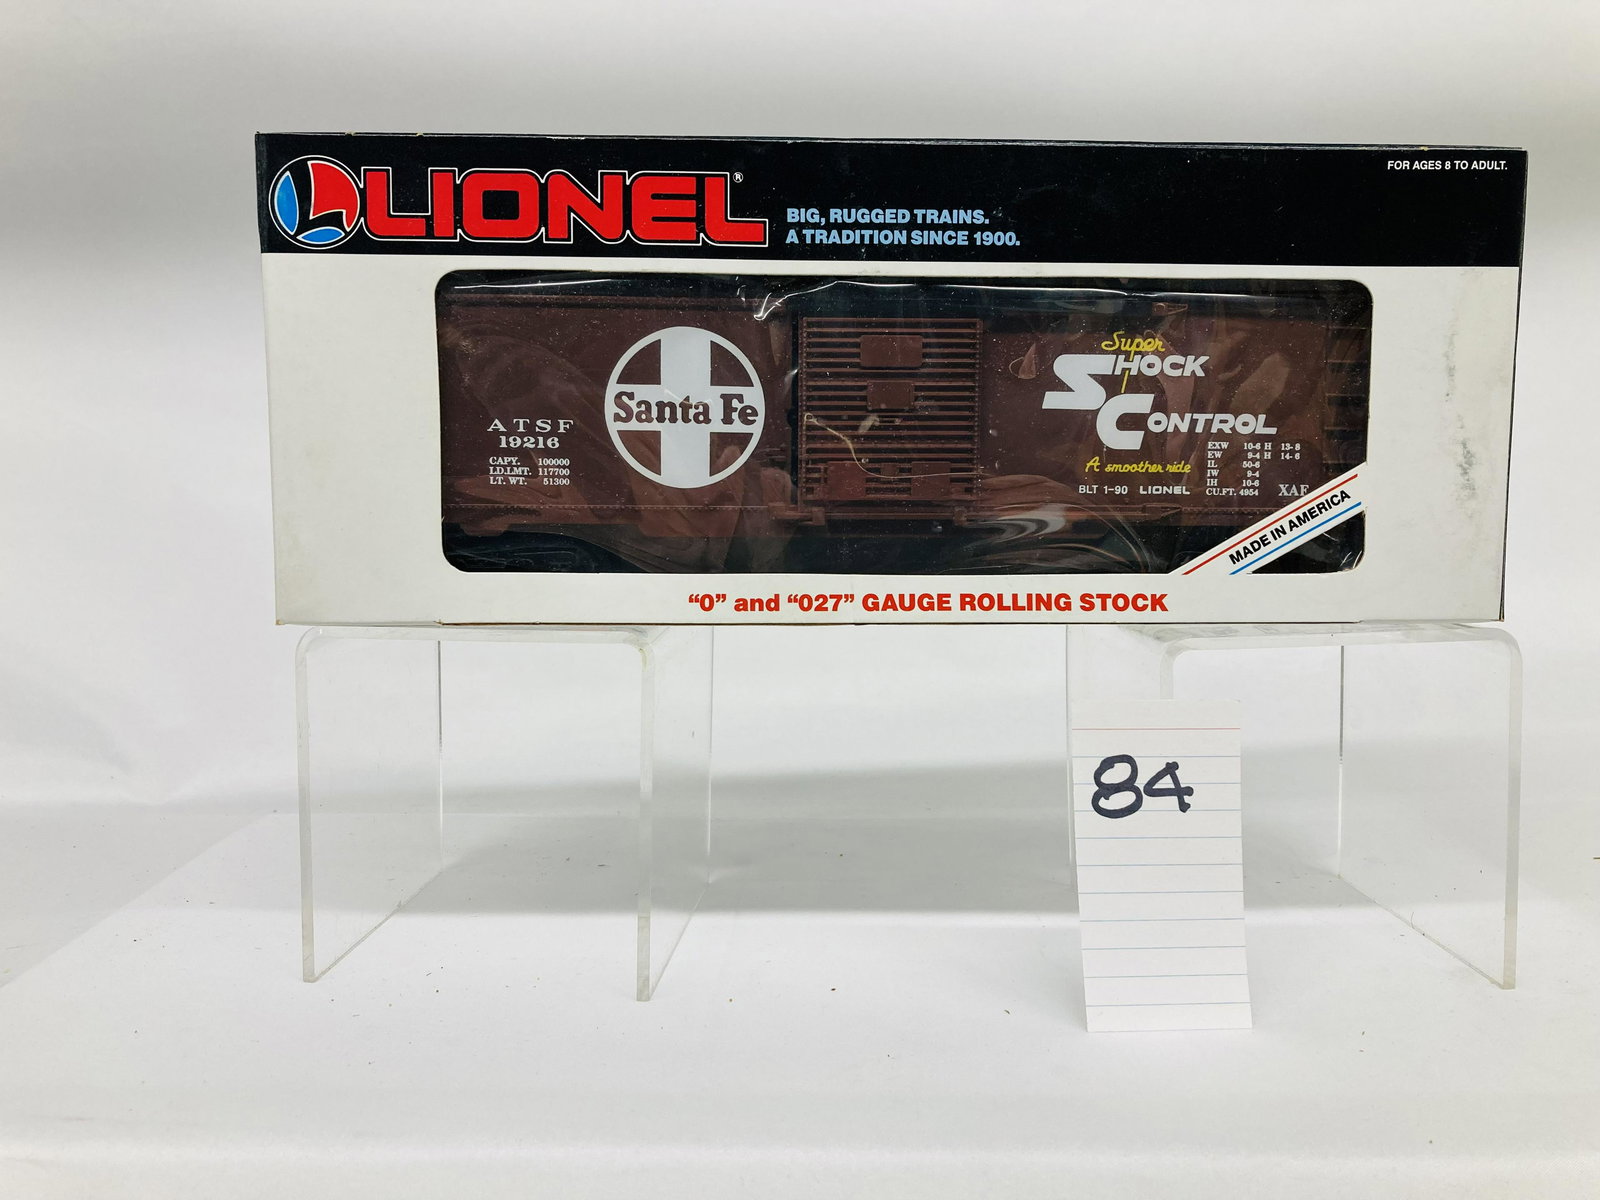 LIONEL®
BIG, RUGGED TRAINS.
A TRADITION SINCE 1900.
FOR AGES 8 TO ADULT.
ATSF
19216
CAPY. 100000
LD.LMT. 117700
LT. WT. 51300
Santa Fe
Super
SHOCK
CONTROL
A smoother ride
BLT 1-90 LIONEL
EXW 10-6 H 13-8
EW 9-4 H 14-6
IL 50-6
IW 9-4
IH 10-6
CU.FT. 4954
XAF
MADE IN AMERICA
"0" and "027" GAUGE ROLLING STOCK
84